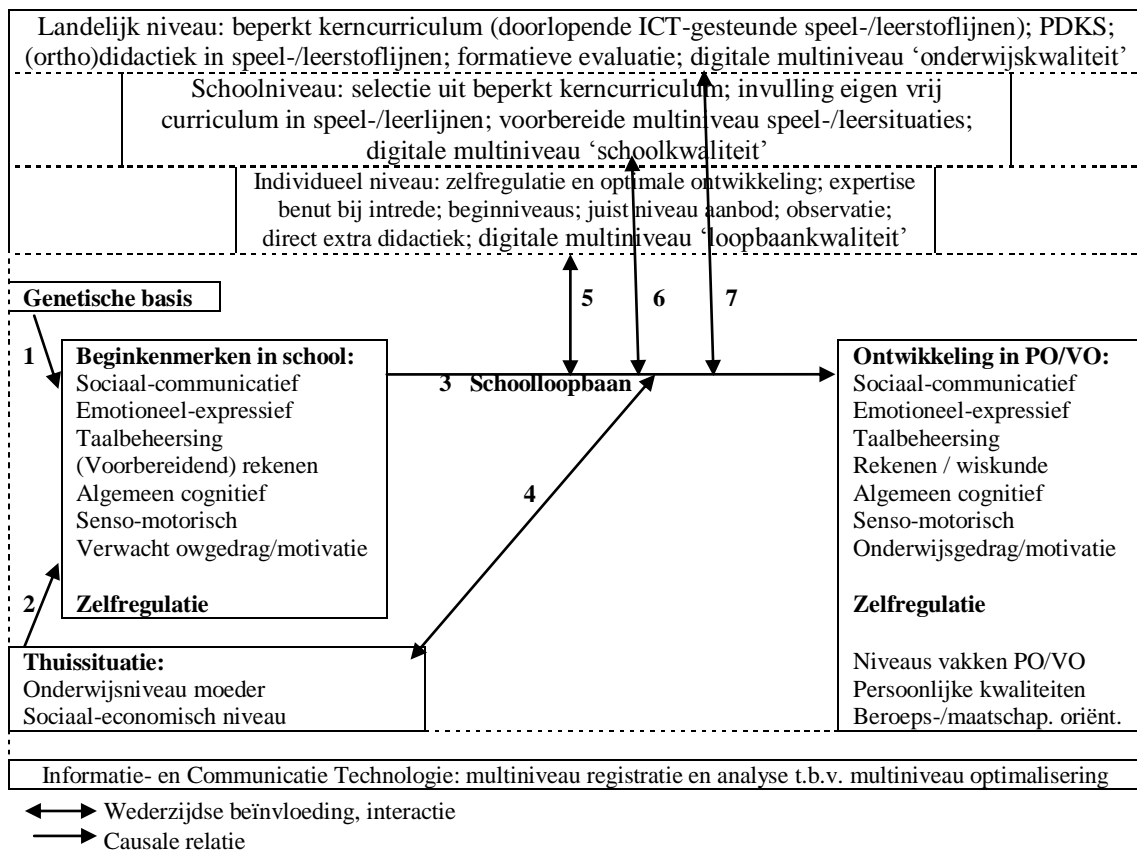 Landelijk niveau: beperkt kerncurriculum (doorlopende ICT-gesteunde speel-/leerstoflijnen); PDKS;
(ortho)didactiek in speel-/leerstoflijnen; formatieve evaluatie; digitale multiniveau ‘onderwijskwaliteit’
Schoolniveau: selectie uit beperkt kerncurriculum; invulling eigen vrij
curriculum in speel-/leerlijnen; voorbereide multiniveau speel-/leersituaties;
digitale multiniveau ‘schoolkwaliteit’
Individueel niveau: zelfregulatie en optimale ontwikkeling; expertise
benut bij intrede; beginniveaus; juist niveau aanbod; observatie;
direct extra didactiek; digitale multiniveau ‘loopbaankwaliteit’
5 6 7
Genetische basis
1
Beginkenmerken in school:
Sociaal-communicatief
Emotioneel-expressief
Taalbeheersing
(Voorbereidend) rekenen
Algemeen cognitief
Senso-motorisch
Verwacht owgedrag/motivatie
Zelfregulatie
2
3 Schoolloopbaan
4
Ontwikkeling in PO/VO:
Sociaal-communicatief
Emotioneel-expressief
Taalbeheersing
Rekenen / wiskunde
Algemeen cognitief
Senso-motorisch
Onderwijsgedrag/motivatie
Zelfregulatie
Niveaus vakken PO/VO
Persoonlijke kwaliteiten
Beroeps-/maatschap. oriënt.
Thuissituatie:
Onderwijsniveau moeder
Sociaal-economisch niveau
Informatie- en Communicatie Technologie: multiniveau registratie en analyse t.b.v. multiniveau optimalisering
Wederzijdse beïnvloeding, interactie
Causale relatie